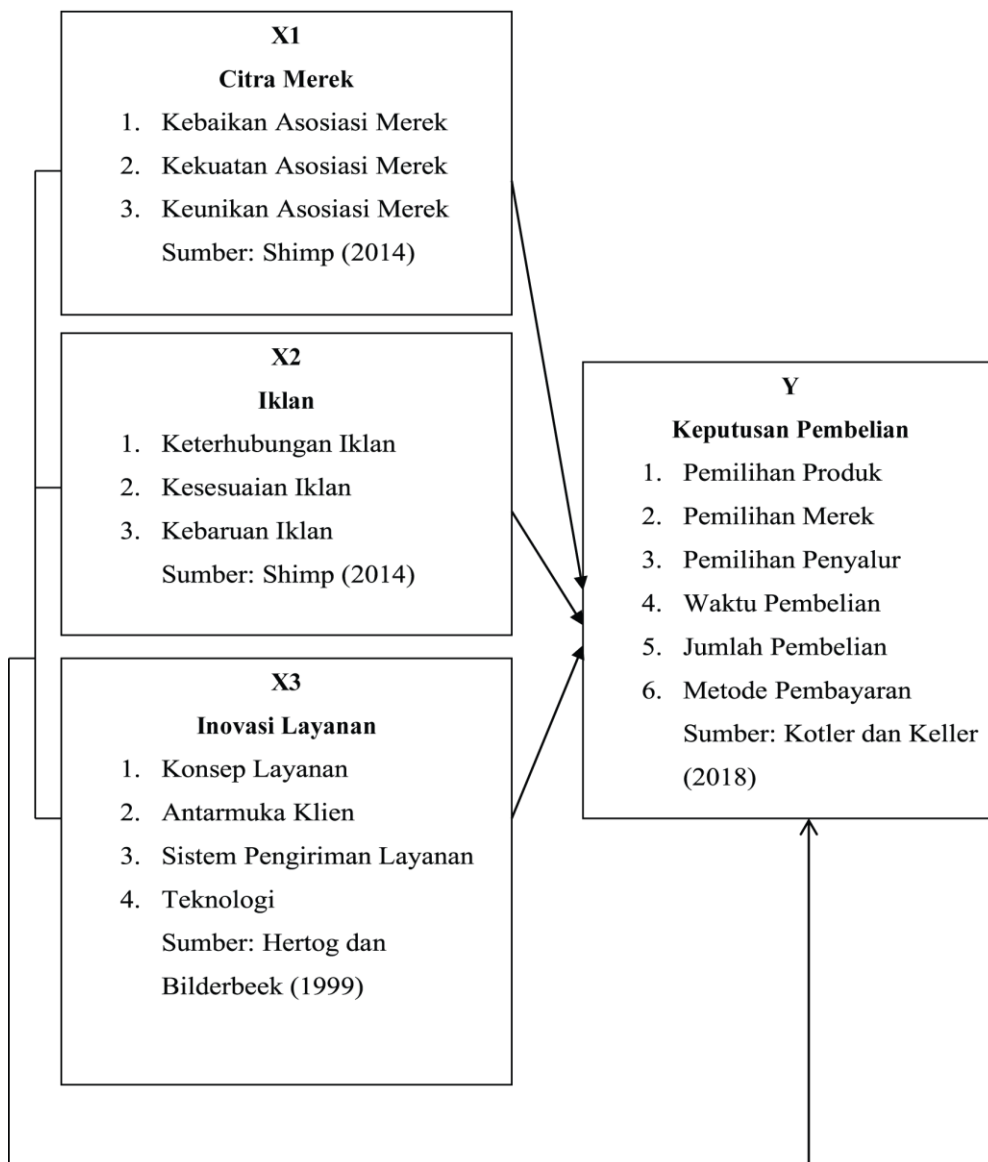 X1
Citra Merek
1. Kebaikan Asosiasi Merek
2. Kekuatan Asosiasi Merek
3. Keunikan Asosiasi Merek
Sumber: Shimp (2014)
X2
Iklan
1. Keterhubungan Iklan
2. Kesesuaian Iklan
3. Kebaruan Iklan
Sumber: Shimp (2014)
X3
Inovasi Layanan
1. Konsep Layanan
2. Antarmuka Klien
3. Sistem Pengiriman Layanan
4. Teknologi
Sumber: Hertog dan
Bilderbeek (1999)
Y
Keputusan Pembelian
1. Pemilihan Produk
2. Pemilihan Merek
3. Pemilihan Penyalur
4. Waktu Pembelian
5. Jumlah Pembelian
6. Metode Pembayaran
Sumber: Kotler dan Keller
(2018)